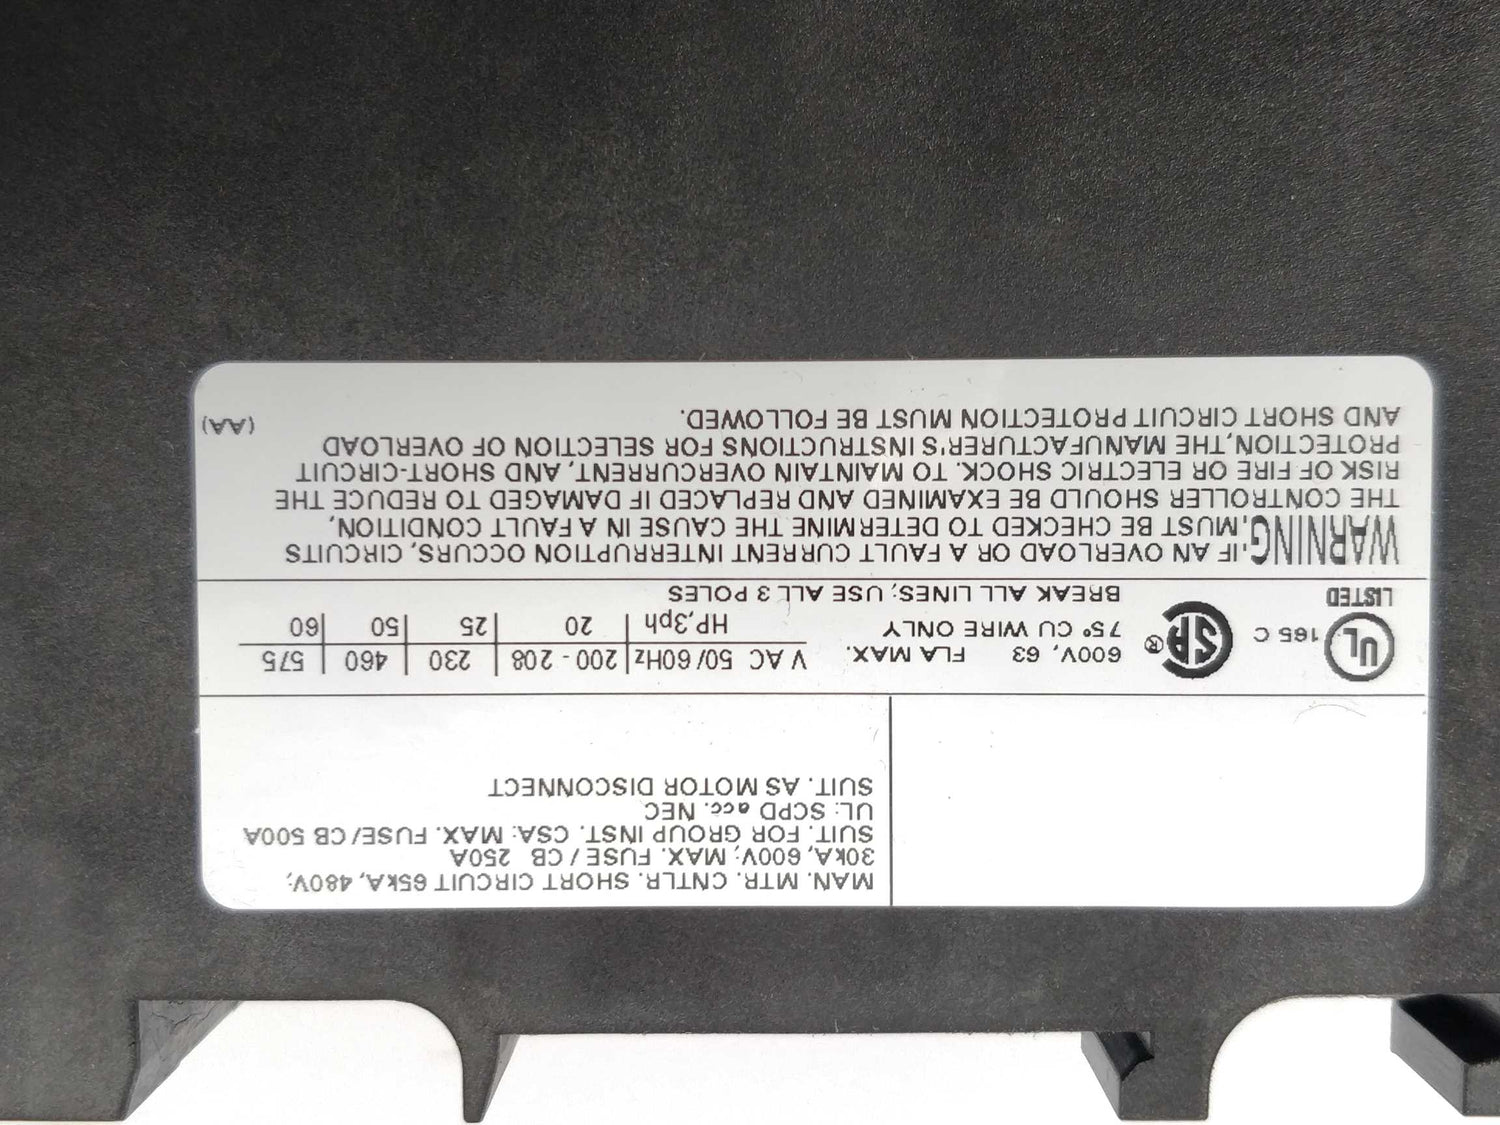 MAN. MTR. CNTLR. SHORT CIRCUIT 65kA, 480V;
30kA, 600V; MAX. FUSE / CB 250A
SUIT. FOR GROUP INST. CSA: MAX. FUSE/ CB 500A
UL: SCPD acc. NEC
SUIT. AS MOTOR DISCONNECT
UL ® 165 C
LISTED
SP ®
600V, 63 FLA MAX.
75° CU WIRE ONLY
BREAK ALL LINES; USE ALL 3 POLES
V AC 50/60Hz 200 - 208 230 460 575
HP,3ph 20 25 50 60
WARNING: IF AN OVERLOAD OR A FAULT CURRENT INTERRUPTION OCCURS, CIRCUITS
MUST BE CHECKED TO DETERMINE THE CAUSE IN A FAULT CONDITION,
THE CONTROLLER SHOULD BE EXAMINED AND REPLACED IF DAMAGED TO REDUCE THE
RISK OF FIRE OR ELECTRIC SHOCK. TO MAINTAIN OVERCURRENT, AND SHORT-CIRCUIT
PROTECTION, THE MANUFACTURER'S INSTRUCTIONS FOR SELECTION OF OVERLOAD
AND SHORT CIRCUIT PROTECTION MUST BE FOLLOWED.
(AA)